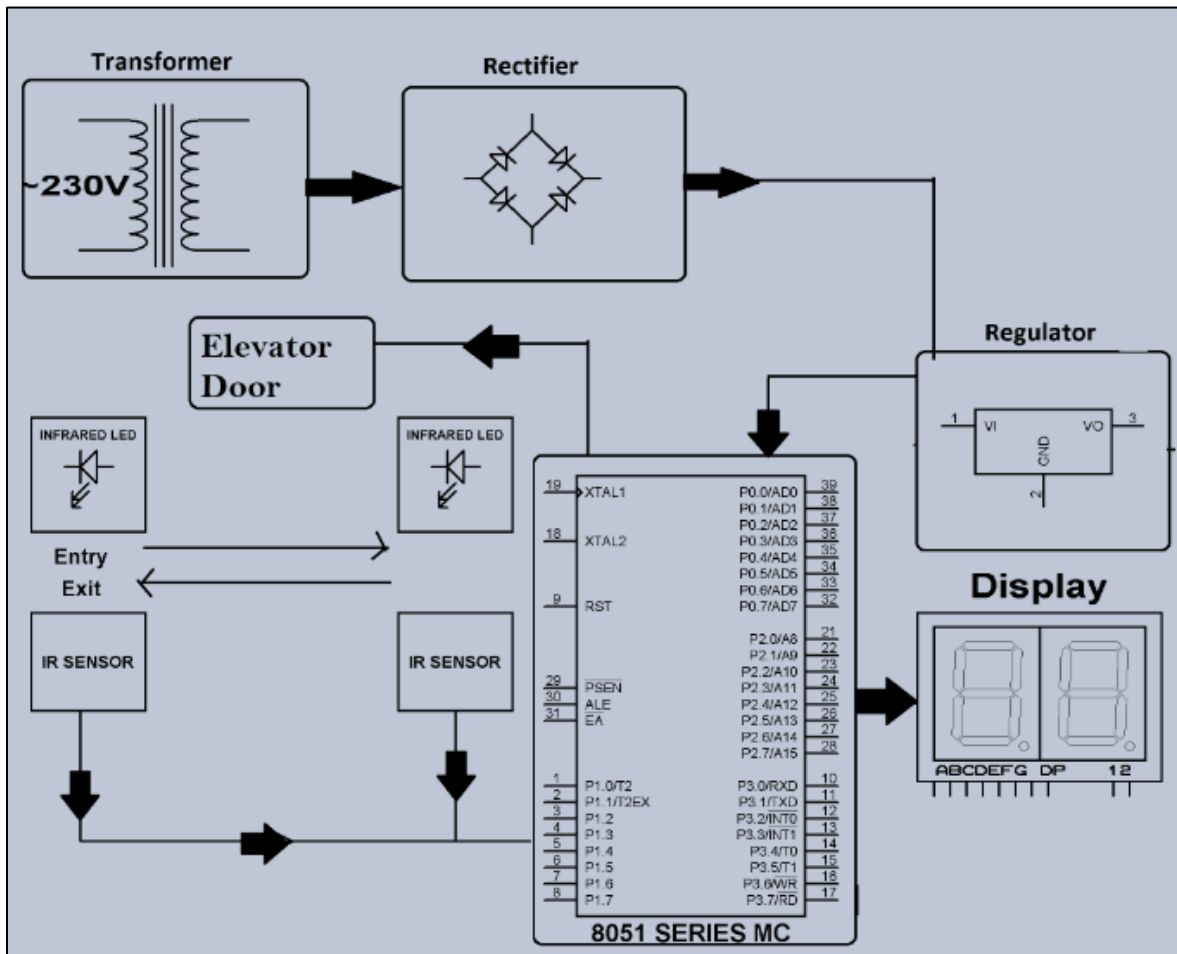 Transformer
Rectifier
~230V
Elevator
Door
Regulator
1
VI
VO
3
GND
2
INFRARED LED
INFRARED LED
Entry
Exit
IR SENSOR
IR SENSOR
19
XTAL1
18
XTAL2
9
RST
29
PSEN
30
ALE
31
EA
1
P1.0/T2
2
P1.1/T2EX
3
P1.2
4
P1.3
5
P1.4
6
P1.5
7
P1.6
8
P1.7
P0.0/AD0
39
P0.1/AD1
38
P0.2/AD2
37
P0.3/AD3
36
P0.4/AD4
35
P0.5/AD5
34
P0.6/AD6
33
P0.7/AD7
32
P2.0/A8
21
P2.1/A9
22
P2.2/A10
23
P2.3/A11
24
P2.4/A12
25
P2.5/A13
26
P2.6/A14
27
P2.7/A15
28
P3.0/RXD
10
P3.1/TXD
11
P3.2/INT0
12
P3.3/INT1
13
P3.4/T0
14
P3.5/T1
15
P3.6/WR
16
P3.7/RD
17
8051 SERIES MC
Display
ABCDEFG DP 12